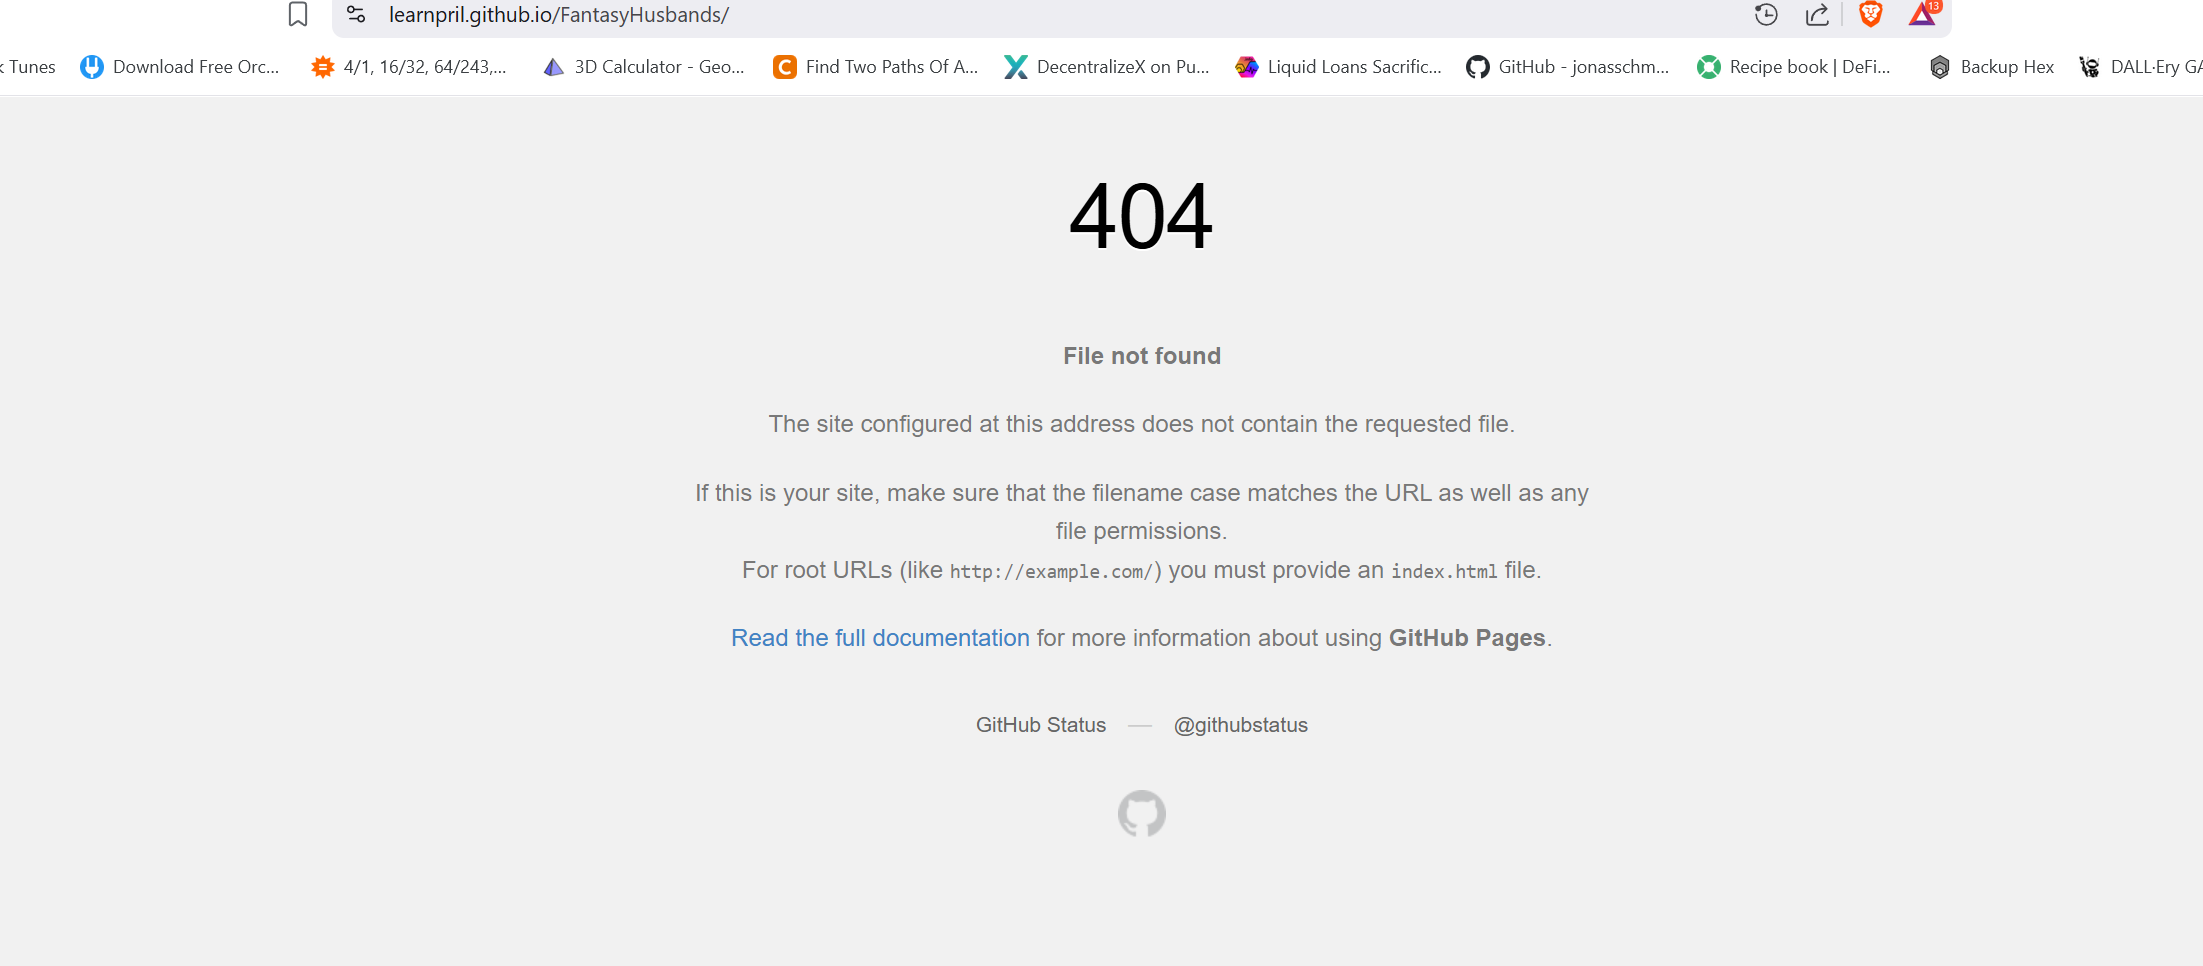 learnpril.github.io/FantasyHusbands/
13
Tunes
Download Free Orc...
4/1, 16/32, 64/243,...
3D Calculator - Geo...
C
Find Two Paths Of A...
DecentralizeX on Pu...
Liquid Loans Sacrific...
GitHub - jonasschm...
Recipe book | DeFi...
Backup Hex
DALL·Ery GA
404
File not found
The site configured at this address does not contain the requested file.
If this is your site, make sure that the filename case matches the URL as well as any
file permissions.
For root URLs (like http://example.com/) you must provide an index.html file.
Read the full documentation for more information about using GitHub Pages.
GitHub Status — @githubstatus